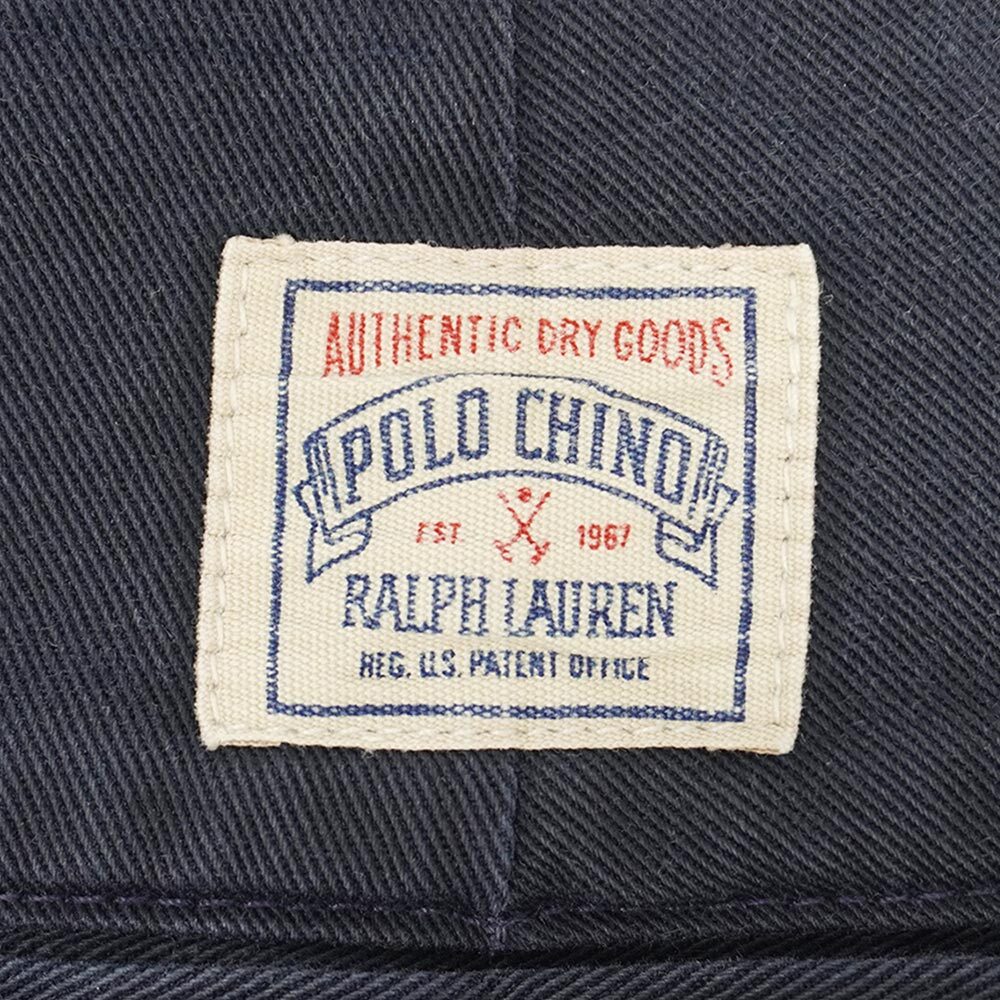 AUTHENTIC DRY GOODS
POLO CHINO
EST 1967
RALPH LAUREN
REG. U.S. PATENT OFFICE